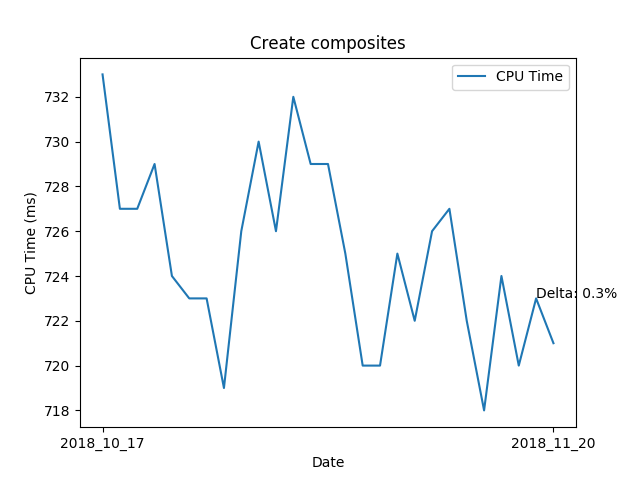 Create composites
CPU Time
732
730
728
726
724
722
720
718
CPU Time (ms)
Delta: 0.3%
2018_10_17
2018_11_20
Date